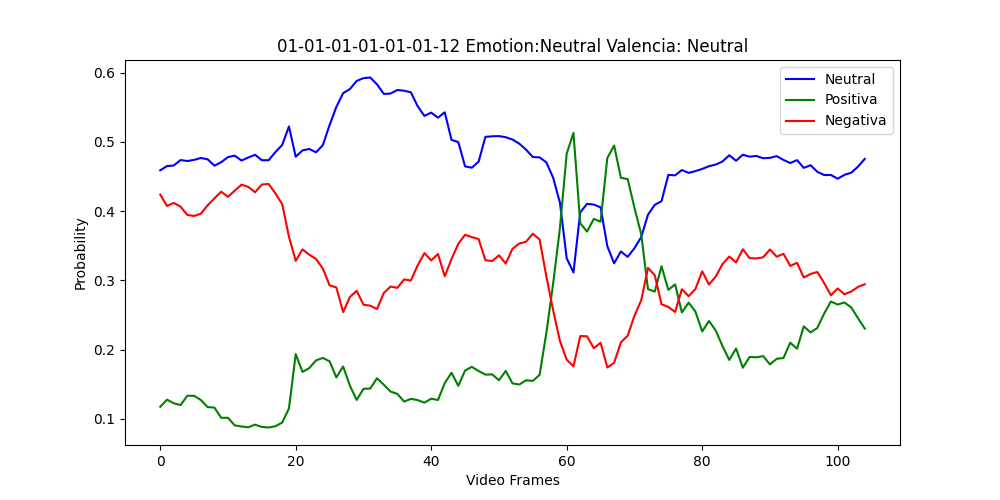 01-01-01-01-01-01-12 Emotion:Neutral Valencia: Neutral
Neutral
Positiva
Negativa
Probability
0.6
0.5
0.4
0.3
0.2
0.1
0 20 40 60 80 100
Video Frames